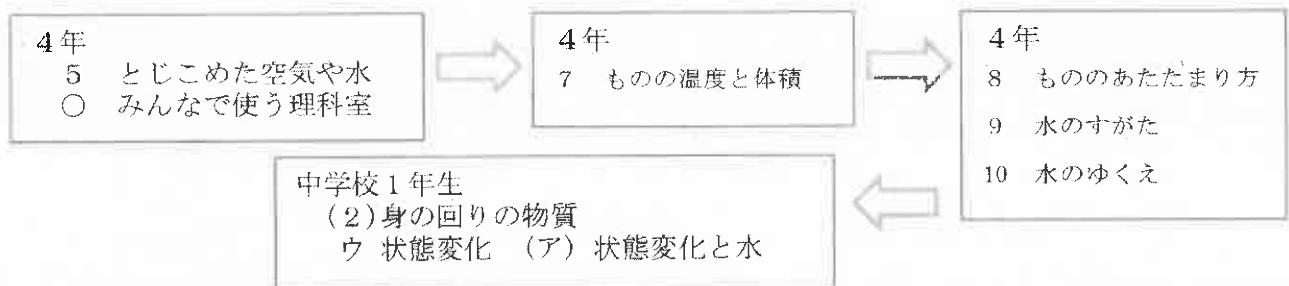 4年
5 とじこめた空気や水
○ みんなで使う理科室
4年
7 ものの温度と体積
4年
8 もののあたたまり方
9 水のすがた
10 水のゆくえ
中学校1年生
(2)身の回りの物質
ウ 状態変化 (ア) 状態変化と水